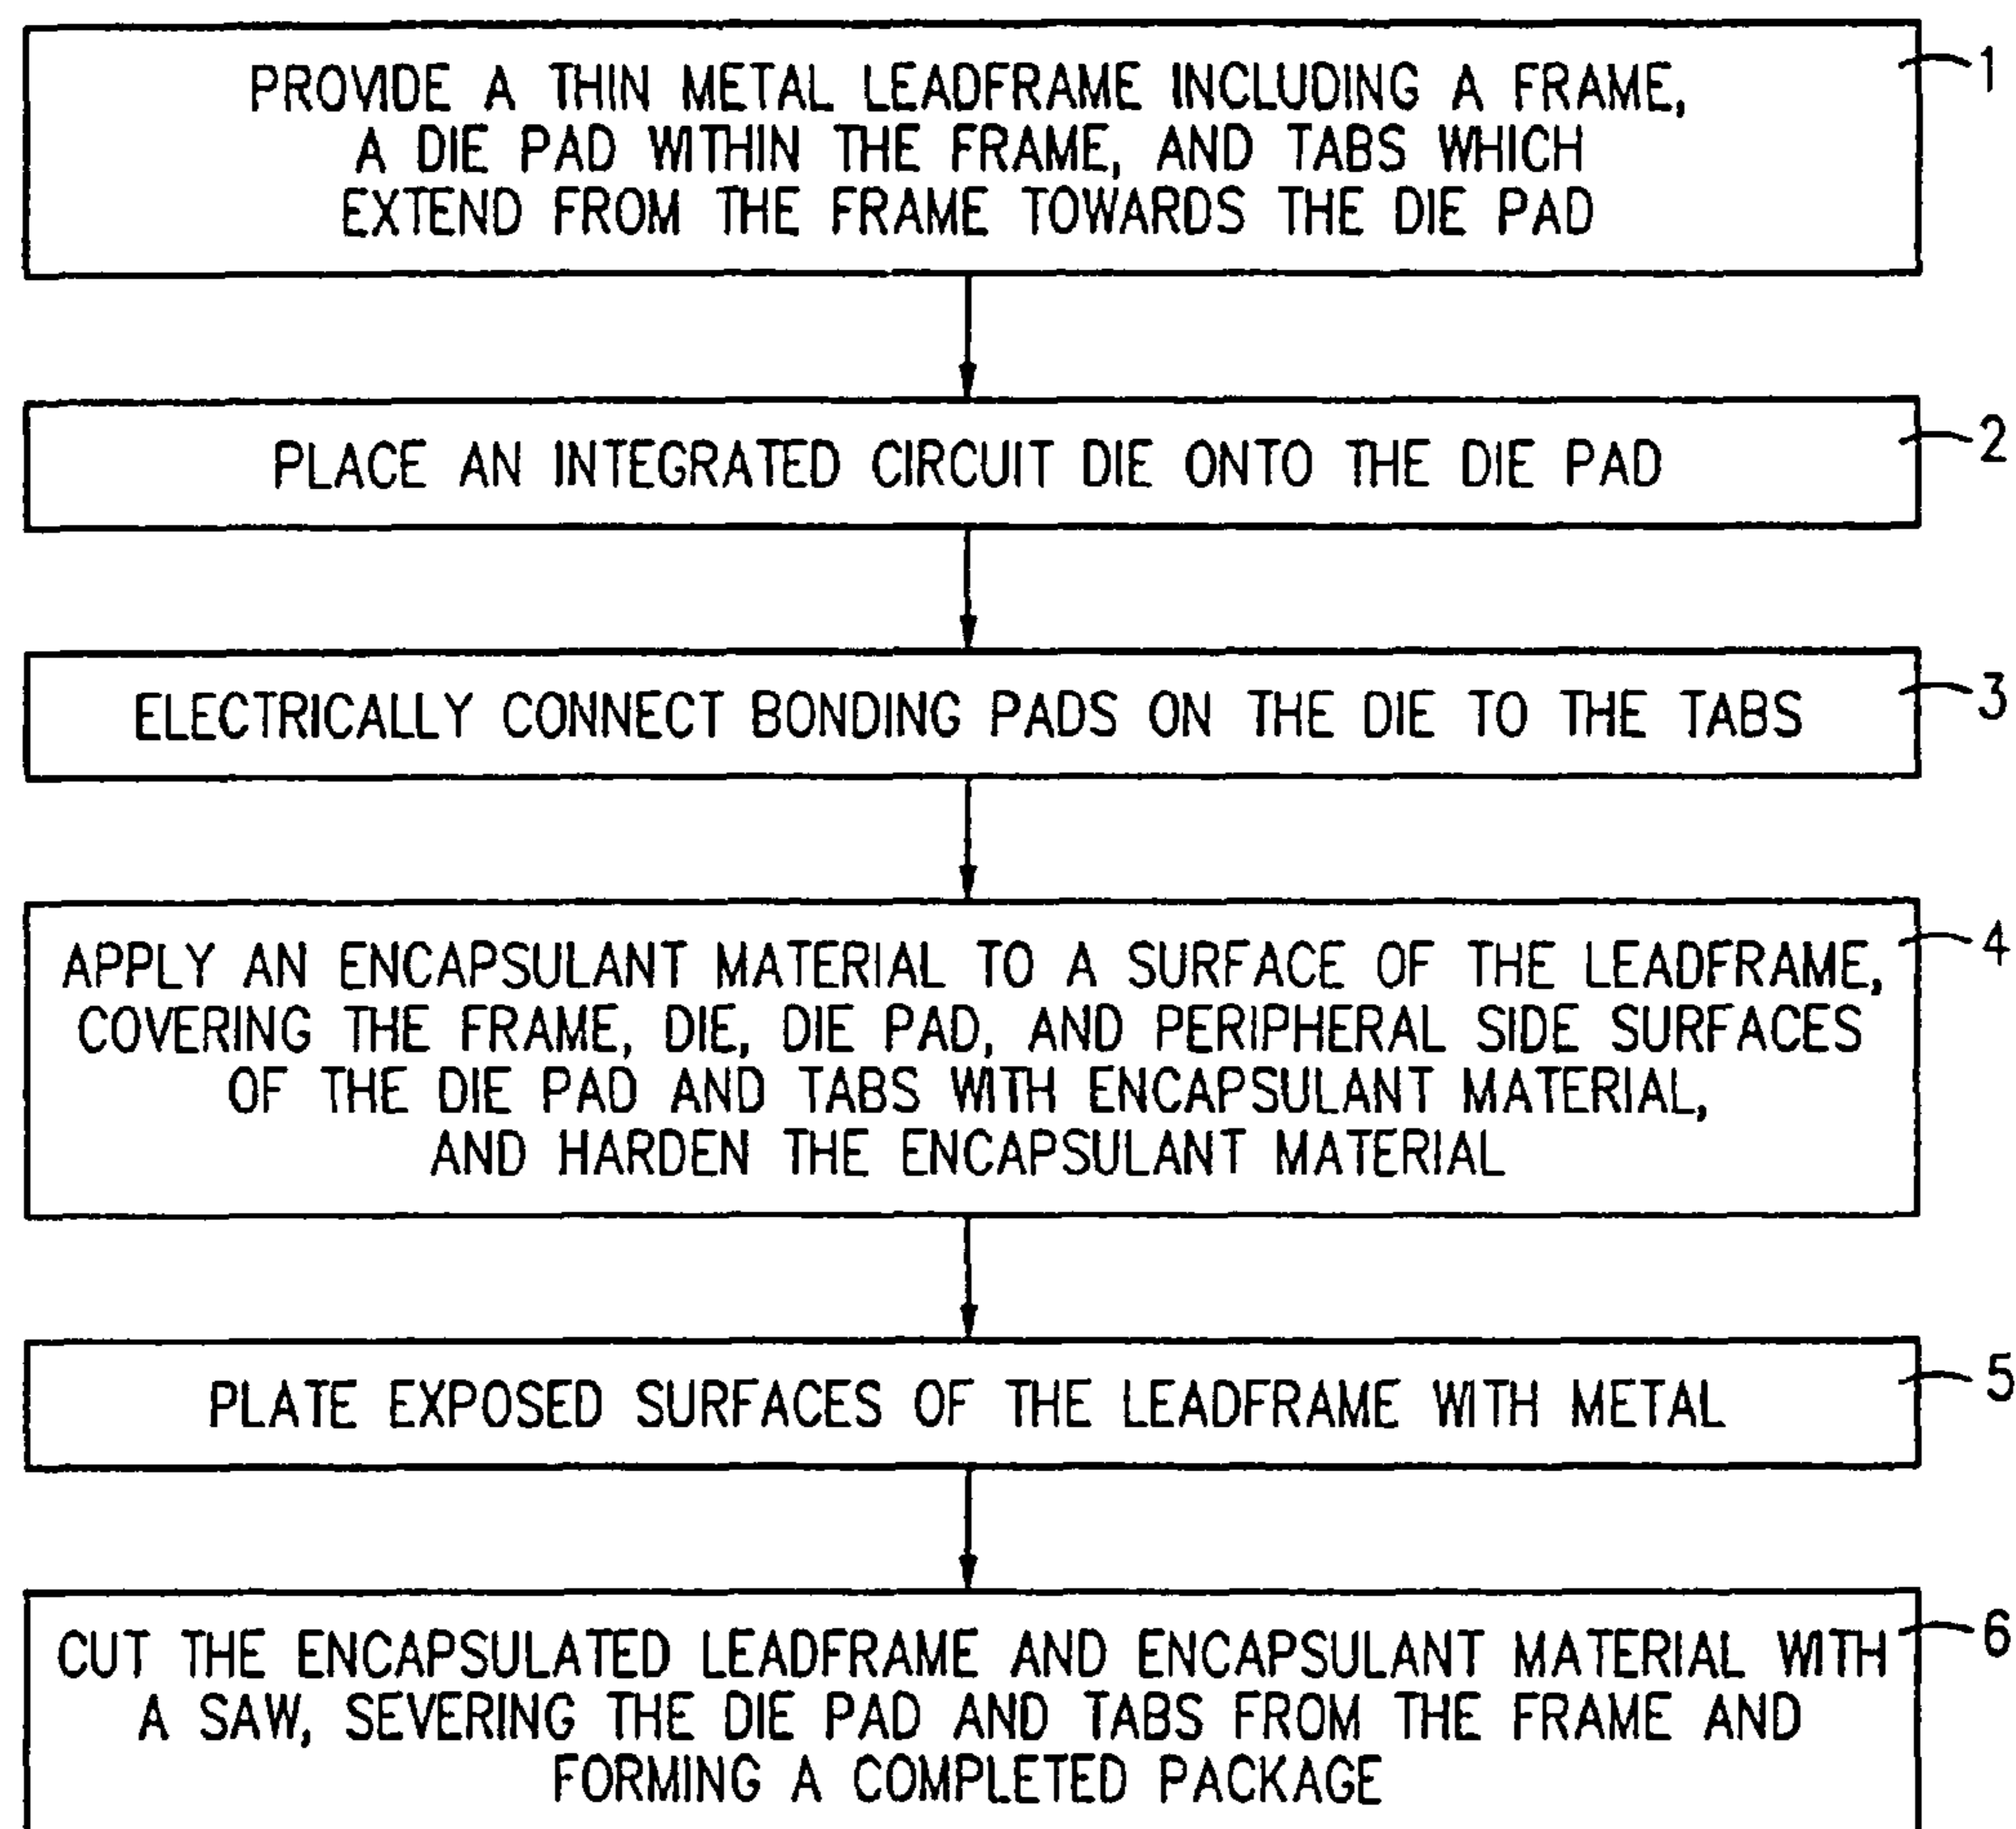 PROVIDE A THIN METAL LEADFRAME INCLUDING A FRAME,
A DIE PAD WITHIN THE FRAME, AND TABS WHICH
EXTEND FROM THE FRAME TOWARDS THE DIE PAD
1
PLACE AN INTEGRATED CIRCUIT DIE ONTO THE DIE PAD
2
ELECTRICALLY CONNECT BONDING PADS ON THE DIE TO THE TABS
3
APPLY AN ENCAPSULANT MATERIAL TO A SURFACE OF THE LEADFRAME,
COVERING THE FRAME, DIE, DIE PAD, AND PERIPHERAL SIDE SURFACES
OF THE DIE PAD AND TABS WITH ENCAPSULANT MATERIAL,
AND HARDEN THE ENCAPSULANT MATERIAL
4
PLATE EXPOSED SURFACES OF THE LEADFRAME WITH METAL
5
CUT THE ENCAPSULATED LEADFRAME AND ENCAPSULANT MATERIAL WITH
A SAW, SEVERING THE DIE PAD AND TABS FROM THE FRAME AND
FORMING A COMPLETED PACKAGE
6